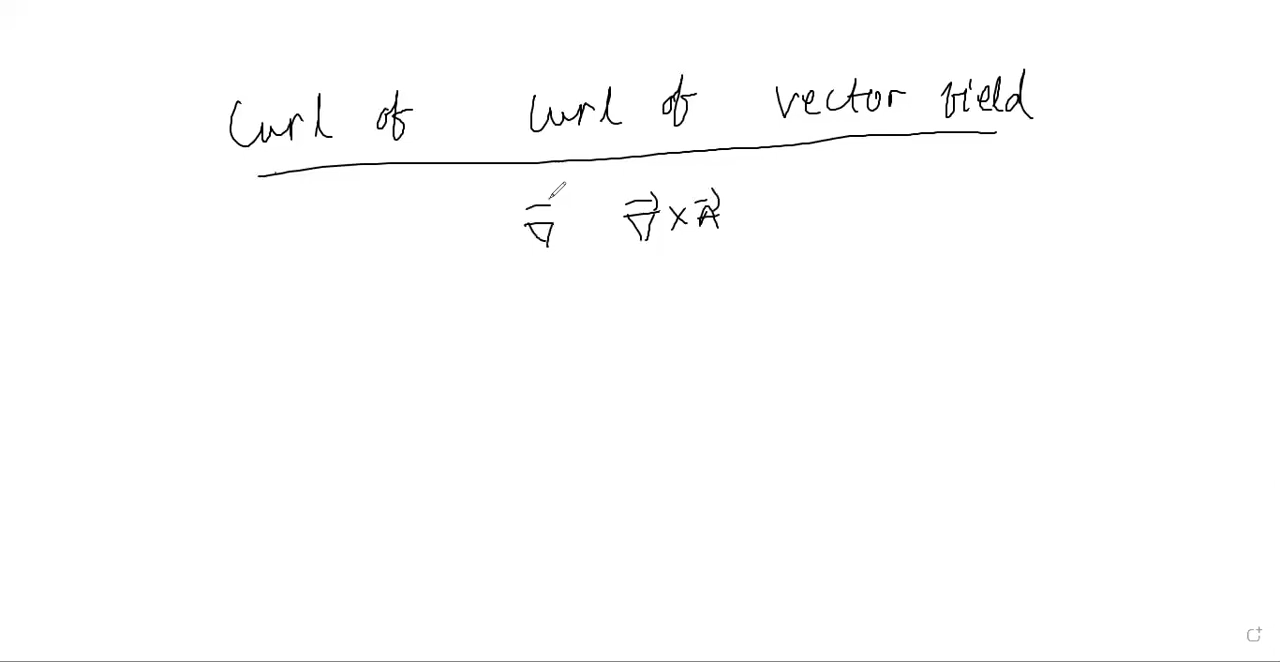 Curl of Curl of vector field
∇⃗ ∇⃗ × A⃗